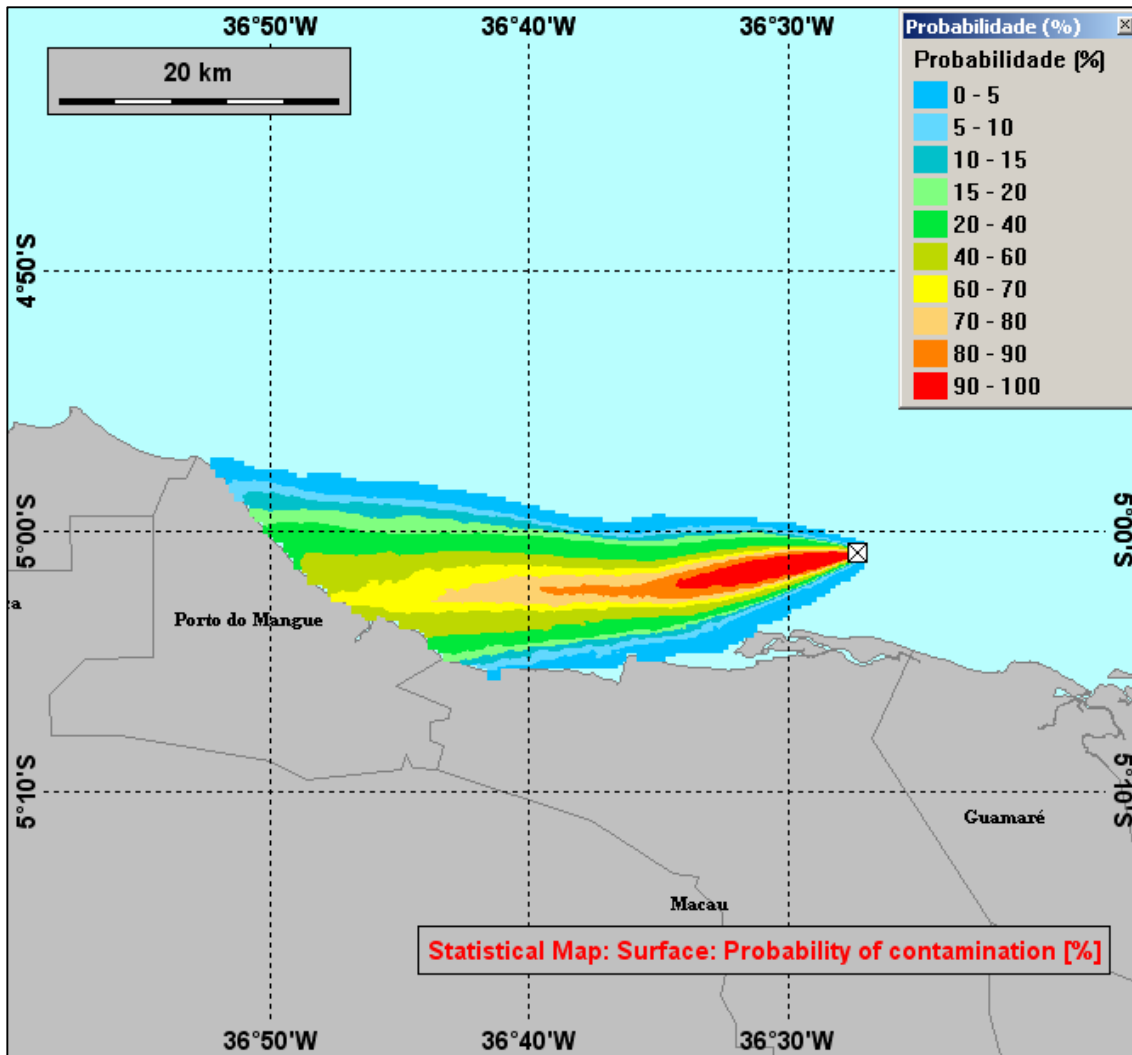 36°50'W
36°40'W
36°30'W
Probabilidade (%)
20 km
Probabilidade (%)
0 - 5
5 - 10
10 - 15
15 - 20
20 - 40
40 - 60
60 - 70
70 - 80
80 - 90
90 - 100
4°50'S
5°00'S
5°00'S
Porto do Mangue
5°10'S
5°10'S
Guamaré
Macau
Statistical Map: Surface: Probability of contamination [%]
36°50'W
36°40'W
36°30'W